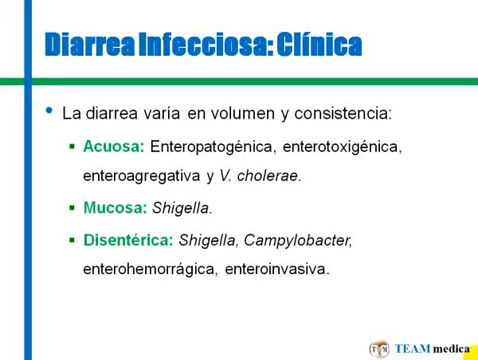 Diarrea Infecciosa: Clínica
• La diarrea varía en volumen y consistencia:
▪ Acuosa: Enteropatogénica, enterotoxigénica,
enteroagregativa y V. cholerae.
▪ Mucosa: Shigella.
▪ Disentérica: Shigella, Campylobacter,
enterohemorrágica, enteroinvasiva.
TEAM medica